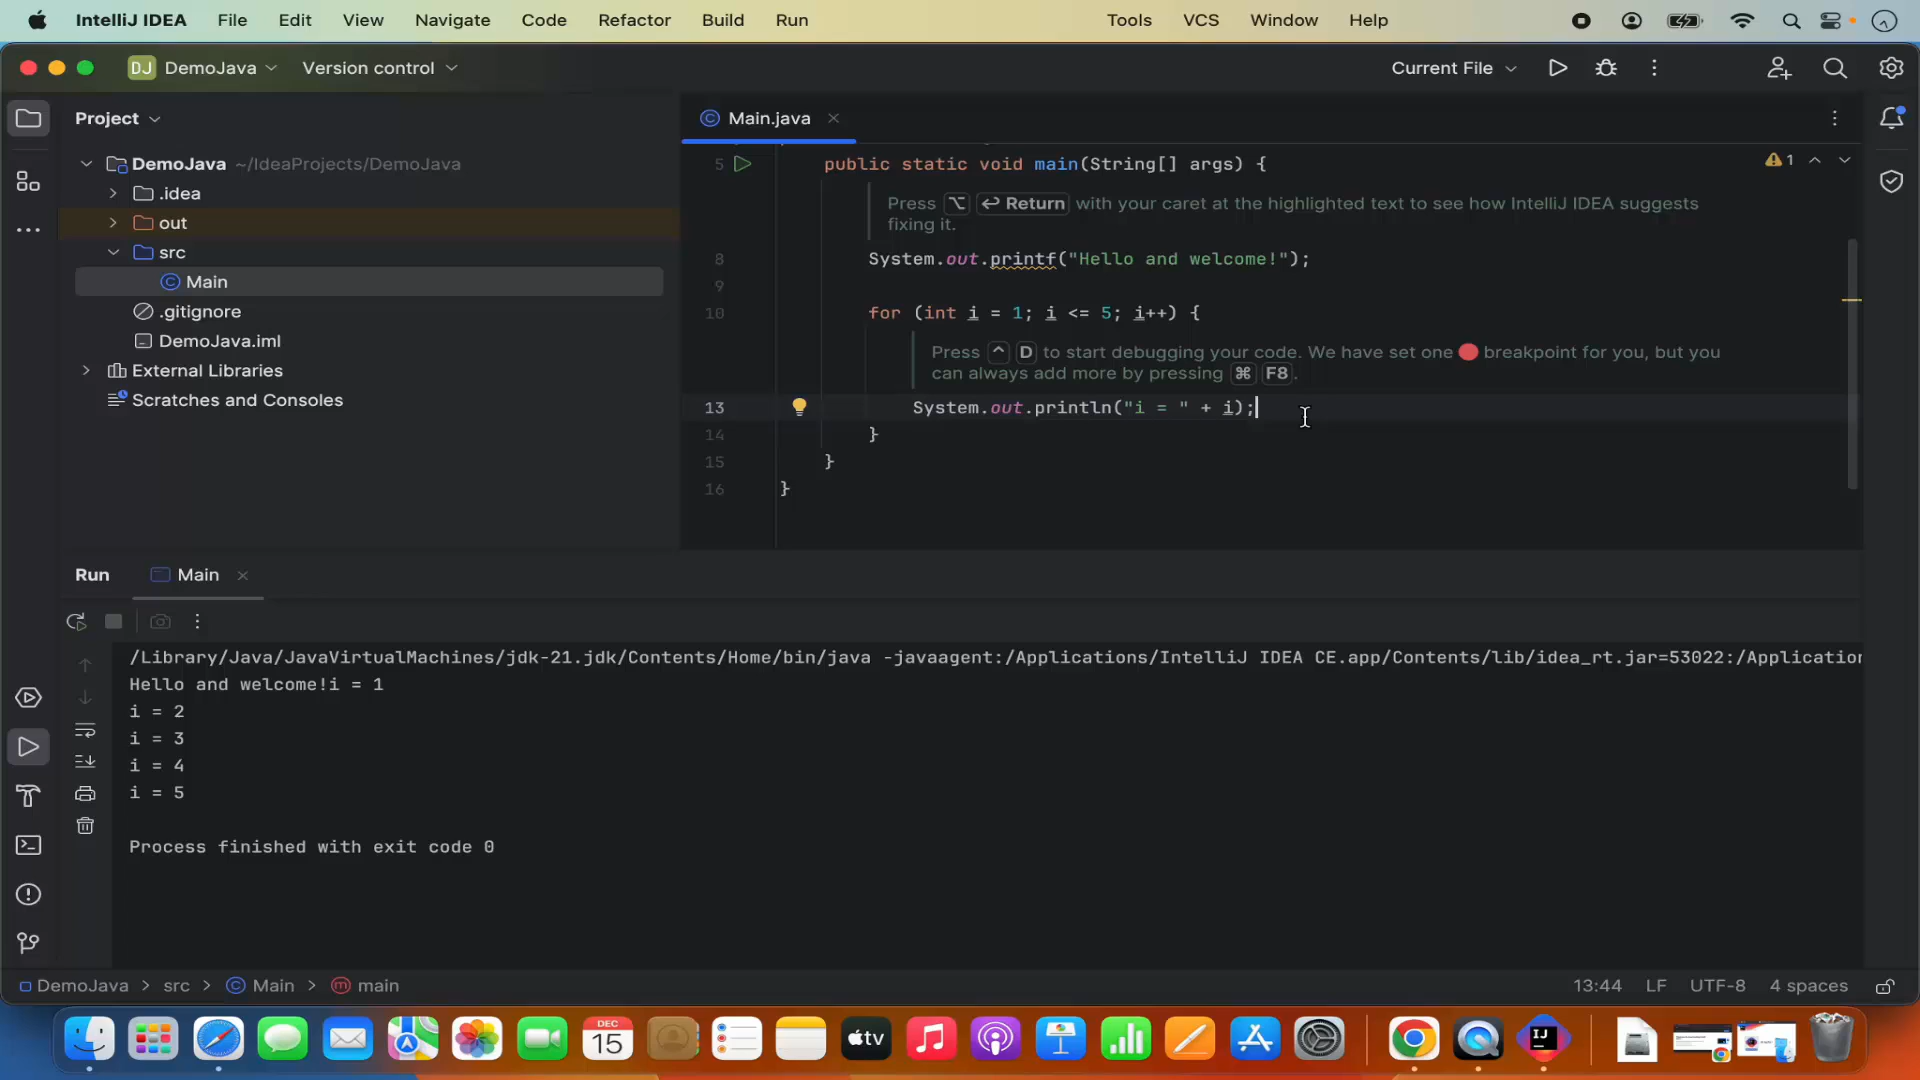 IntelliJ IDEA File Edit View Navigate Code Refactor Build Run Tools VCS Window Help
DJ DemoJava Version control Current File
Project
Main.java
DemoJava ~/IdeaProjects/DemoJava
.idea
out
src
Main
.gitignore
DemoJava.iml
External Libraries
Scratches and Consoles
5 public static void main(String[] args) {
1
Press ⌥ ↩ Return with your caret at the highlighted text to see how IntelliJ IDEA suggests
fixing it.
8 System.out.printf("Hello and welcome!");
9
10 for (int i = 1; i <= 5; i++) {
Press ^ D to start debugging your code. We have set one breakpoint for you, but you
can always add more by pressing ⌘ F8.
13 System.out.println("i = " + i);
14 }
15 }
16 }
Run Main
/Library/Java/JavaVirtualMachines/jdk-21.jdk/Contents/Home/bin/java -javaagent:/Applications/IntelliJ IDEA CE.app/Contents/lib/idea_rt.jar=53022:/Application
Hello and welcome!i = 1
i = 2
i = 3
i = 4
i = 5
Process finished with exit code 0
DemoJava > src > Main > main
13:44 LF UTF-8 4 spaces
DEC
15
tv
IJ